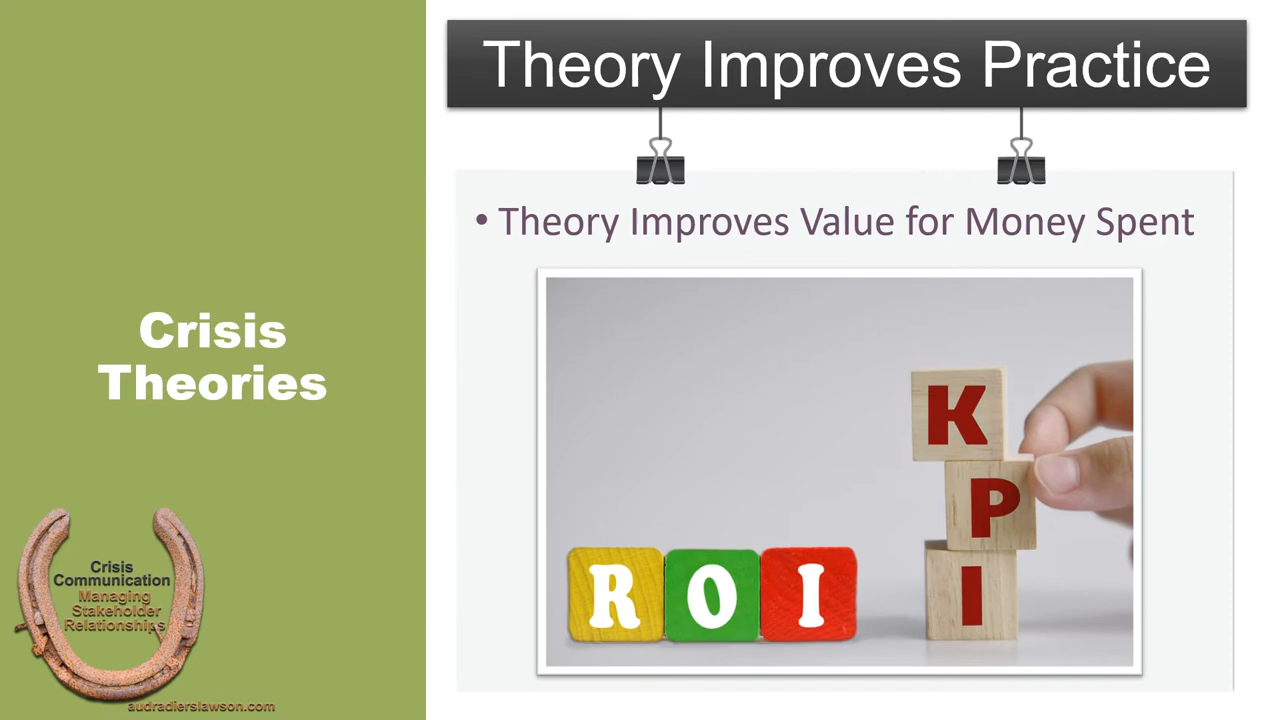 Theory Improves Practice
• Theory Improves Value for Money Spent
K
P
ROI
I
Crisis
Theories
Crisis
Communication
Managing
Stakeholder
Relationships
audradierslawson.com